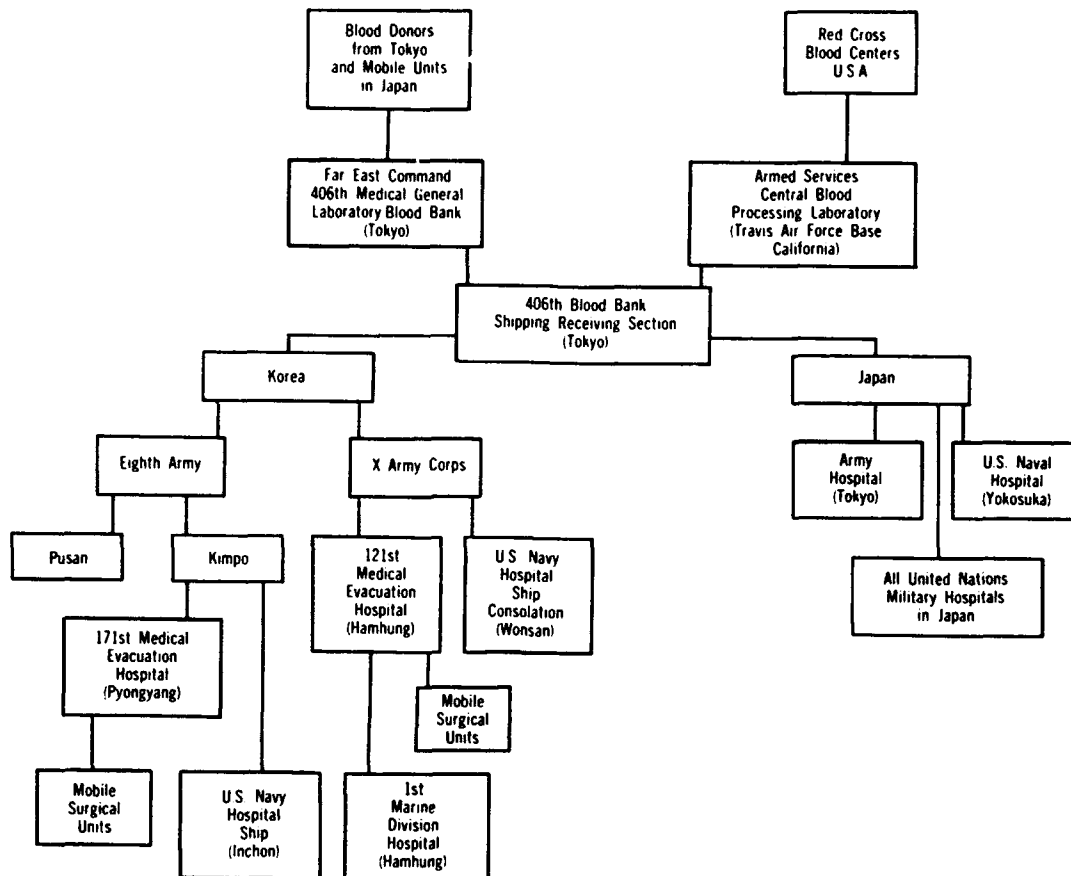 Blood Donors
from Tokyo
and Mobile Units
in Japan
Red Cross
Blood Centers
U S A
Far East Command
406th Medical General
Laboratory Blood Bank
(Tokyo)
Armed Services
Central Blood
Processing Laboratory
(Travis Air Force Base
California)
406th Blood Bank
Shipping Receiving Section
(Tokyo)
Korea
Japan
Eighth Army
X Army Corps
Army
Hospital
(Tokyo)
U.S. Naval
Hospital
(Yokosuka)
Pusan
Kimpo
121st
Medical
Evacuation
Hospital
(Hamhung)
U.S. Navy
Hospital
Ship
Consolation
(Wonsan)
All United Nations
Military Hospitals
in Japan
171st Medical
Evacuation
Hospital
(Pyongyang)
Mobile
Surgical
Units
Mobile
Surgical
Units
U.S. Navy
Hospital
Ship
(Inchon)
1st
Marine
Division
Hospital
(Hamhung)